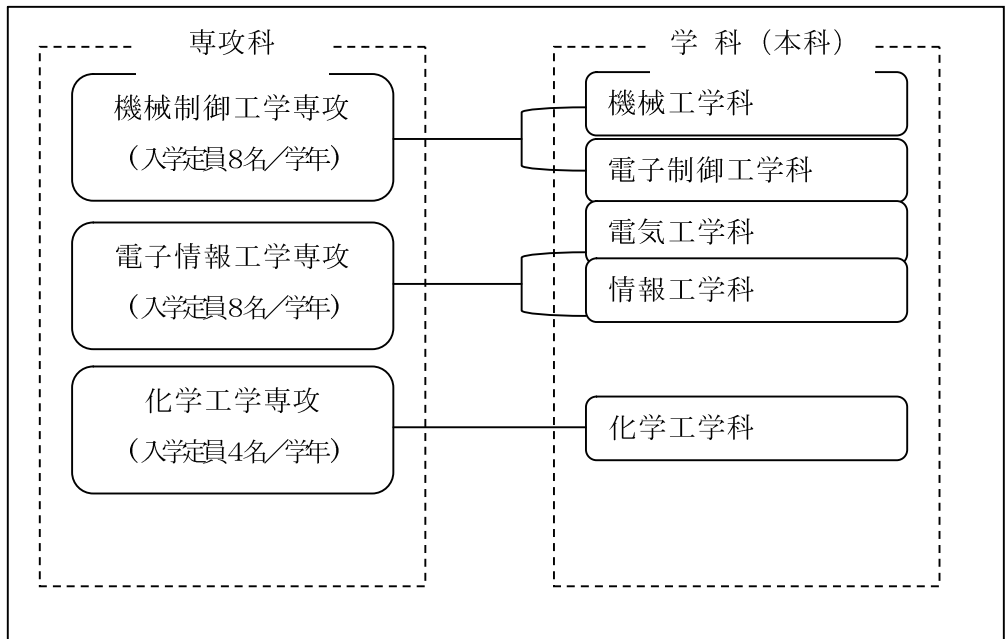 専攻科
機械制御工学専攻
（入学定員8名／学年）
電子情報工学専攻
（入学定員8名／学年）
化学工学専攻
（入学定員4名／学年）
学 科（本科）
機械工学科
電子制御工学科
電気工学科
情報工学科
化学工学科